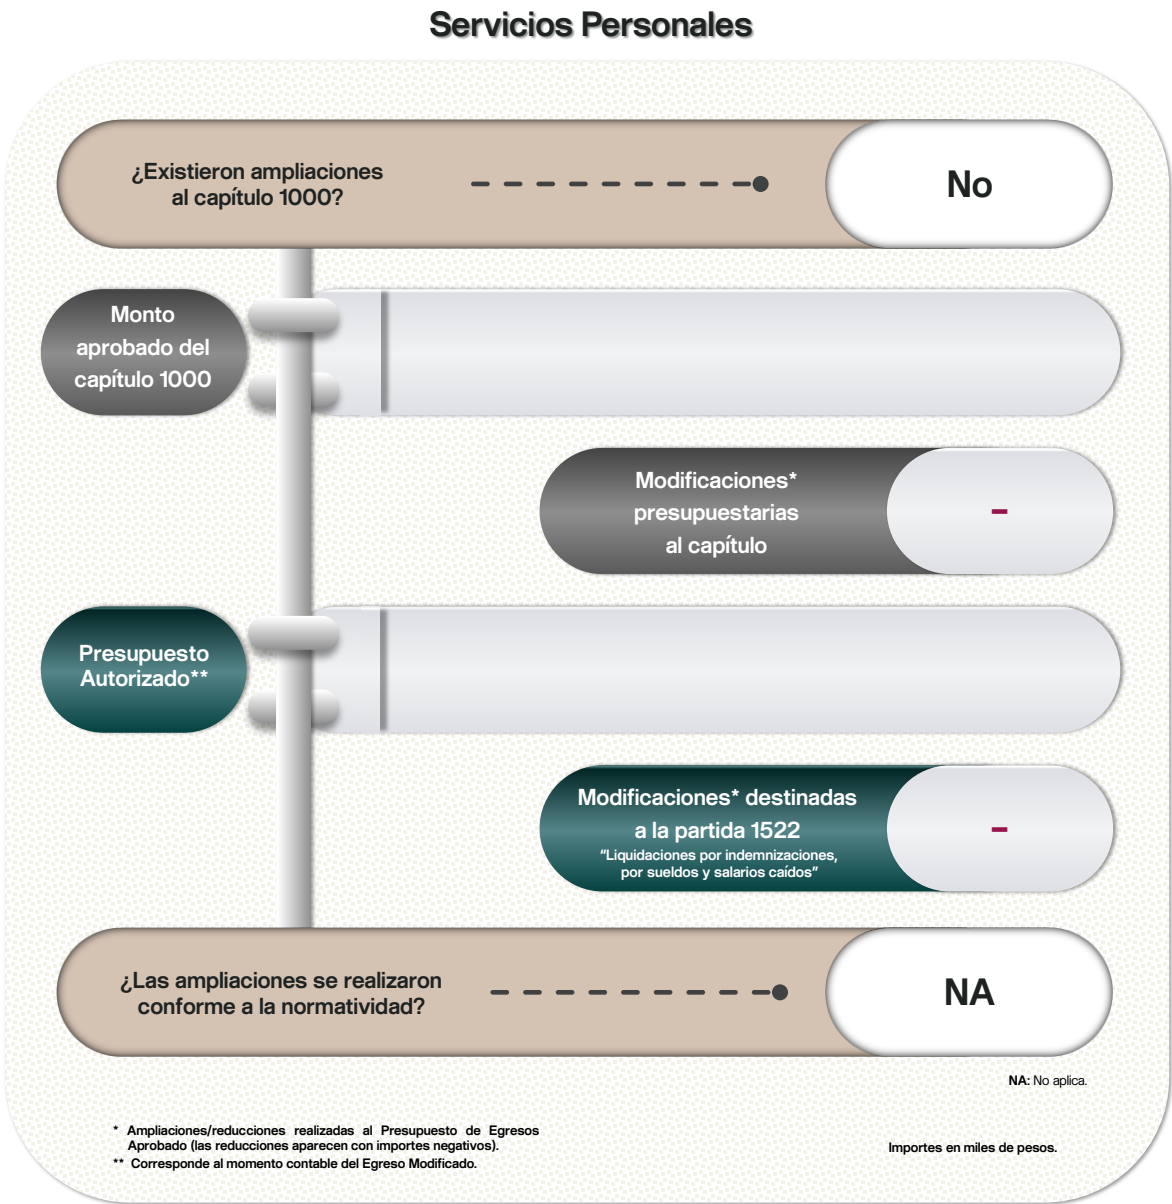 Servicios Personales
¿Existieron ampliaciones
al capítulo 1000?
No
Monto
aprobado del
capítulo 1000
Modificaciones*
presupuestarias
al capítulo
-
Presupuesto
Autorizado**
Modificaciones* destinadas
a la partida 1522
"Liquidaciones por indemnizaciones,
por sueldos y salarios caídos"
-
¿Las ampliaciones se realizaron
conforme a la normatividad?
NA
NA: No aplica.
* Ampliaciones/reducciones realizadas al Presupuesto de Egresos
Aprobado (las reducciones aparecen con importes negativos).
** Corresponde al momento contable del Egreso Modificado.
Importes en miles de pesos.